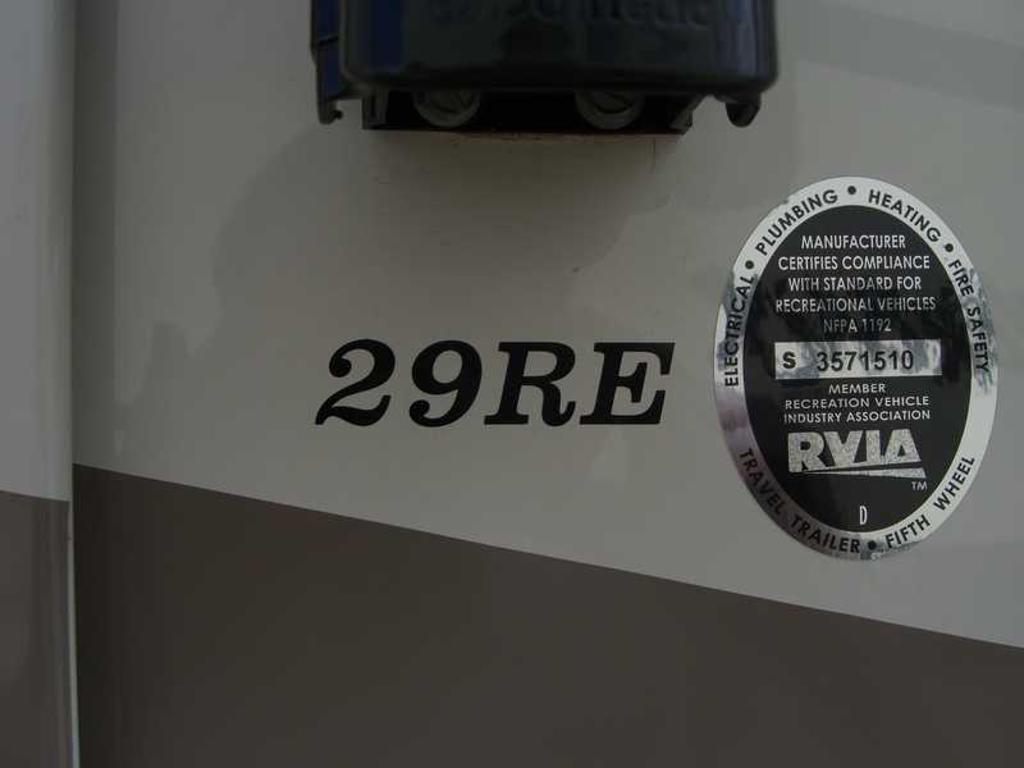 29RE
ELECTRICAL • PLUMBING • HEATING • FIRE SAFETY
MANUFACTURER
CERTIFIES COMPLIANCE
WITH STANDARD FOR
RECREATIONAL VEHICLES
NFPA 1192
S 3571510
MEMBER
RECREATION VEHICLE
INDUSTRY ASSOCIATION
RVIA
TM
D
TRAVEL TRAILER • FIFTH WHEEL